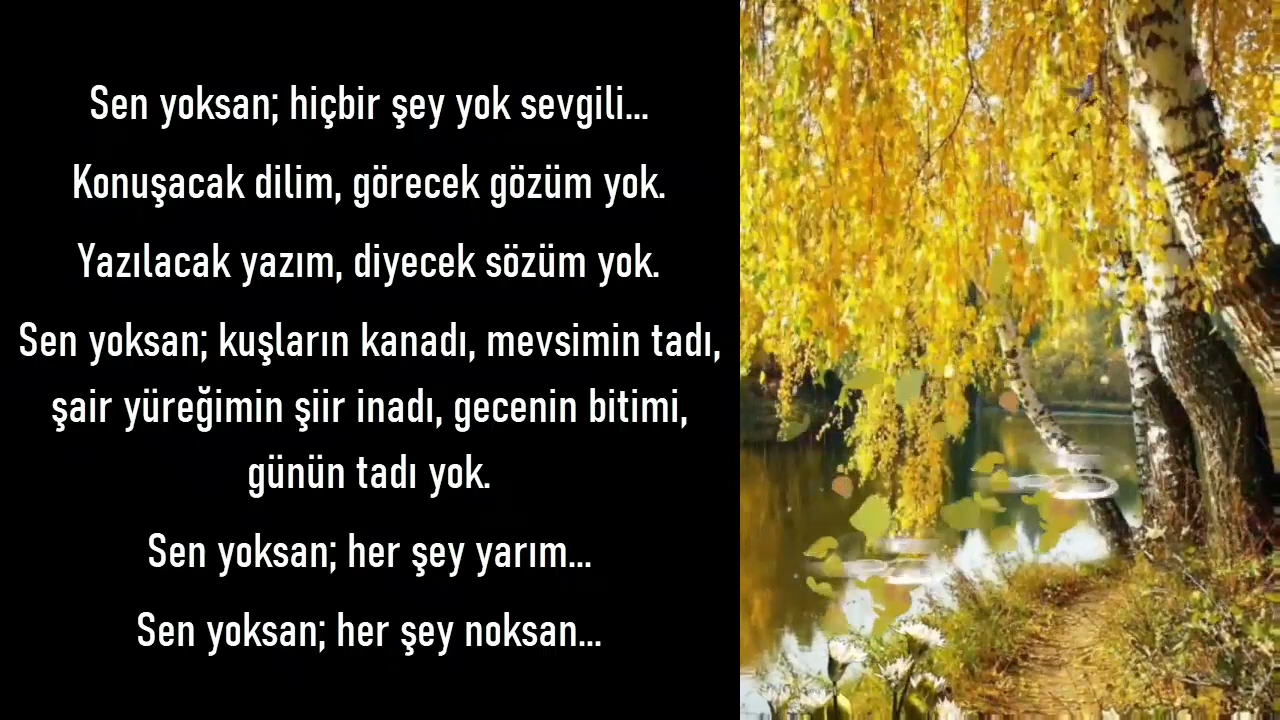 Sen yoksan; hiçbir şey yok sevgili...
Konuşacak dilim, görecek gözüm yok.
Yazılacak yazım, diyecek sözüm yok.
Sen yoksan; kuşların kanadı, mevsimin tadı,
şair yüreğimin şiir inadı, gecenin bitimi,
günün tadı yok.
Sen yoksan; her şey yarım...
Sen yoksan; her şey noksan...